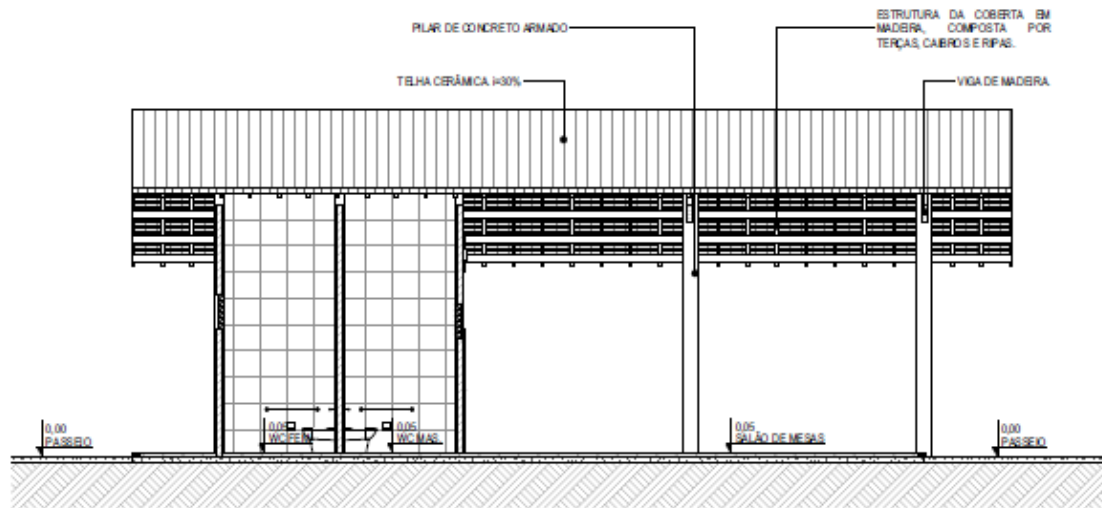 ESTRUTURA DA COBERTA EM
MADEIRA, COMPOSTA POR
TERÇAS, CAIBROS E RIPAS.
PILAR DE CONCRETO ARMADO
TELHA CERÂMICA i=30%
VIGA DE MADEIRA
0,00
PASSEIO
0,05
WC FEM.
0,05
WC MAS.
0,05
SALÃO DE MESAS
0,00
PASSEIO